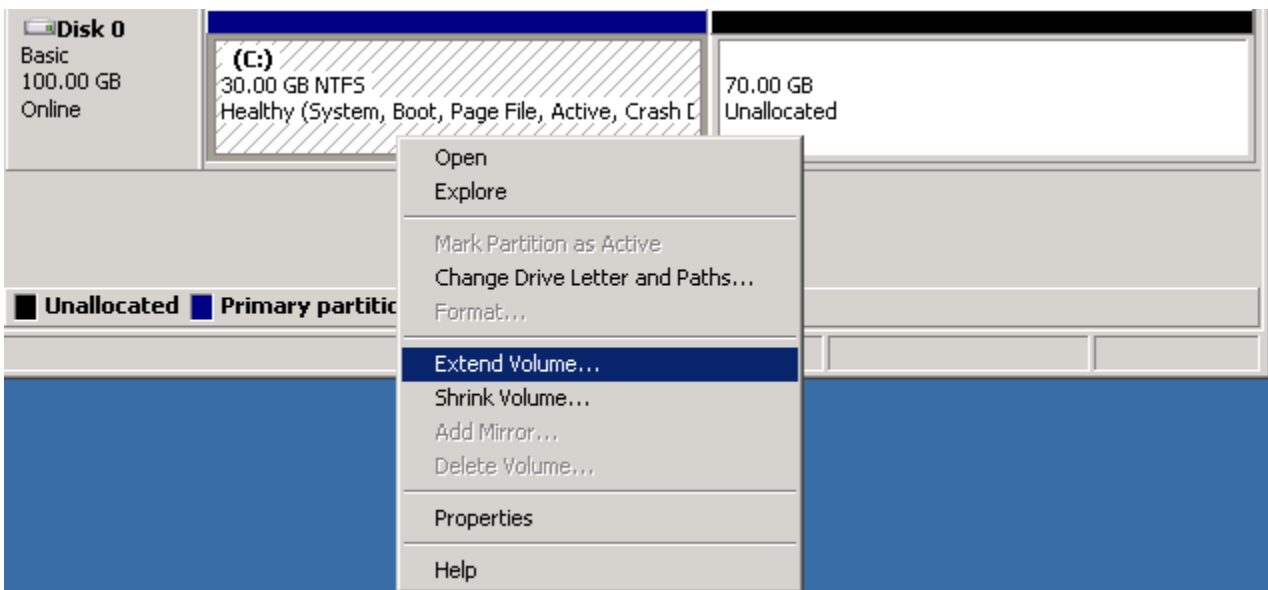 Disk 0
Basic
100.00 GB
Online
(C:)
30.00 GB NTFS
Healthy (System, Boot, Page File, Active, Crash D
70.00 GB
Unallocated
Open
Explore
Mark Partition as Active
Change Drive Letter and Paths...
Format...
Extend Volume...
Shrink Volume...
Add Mirror...
Delete Volume...
Properties
Help
Unallocated Primary partitic